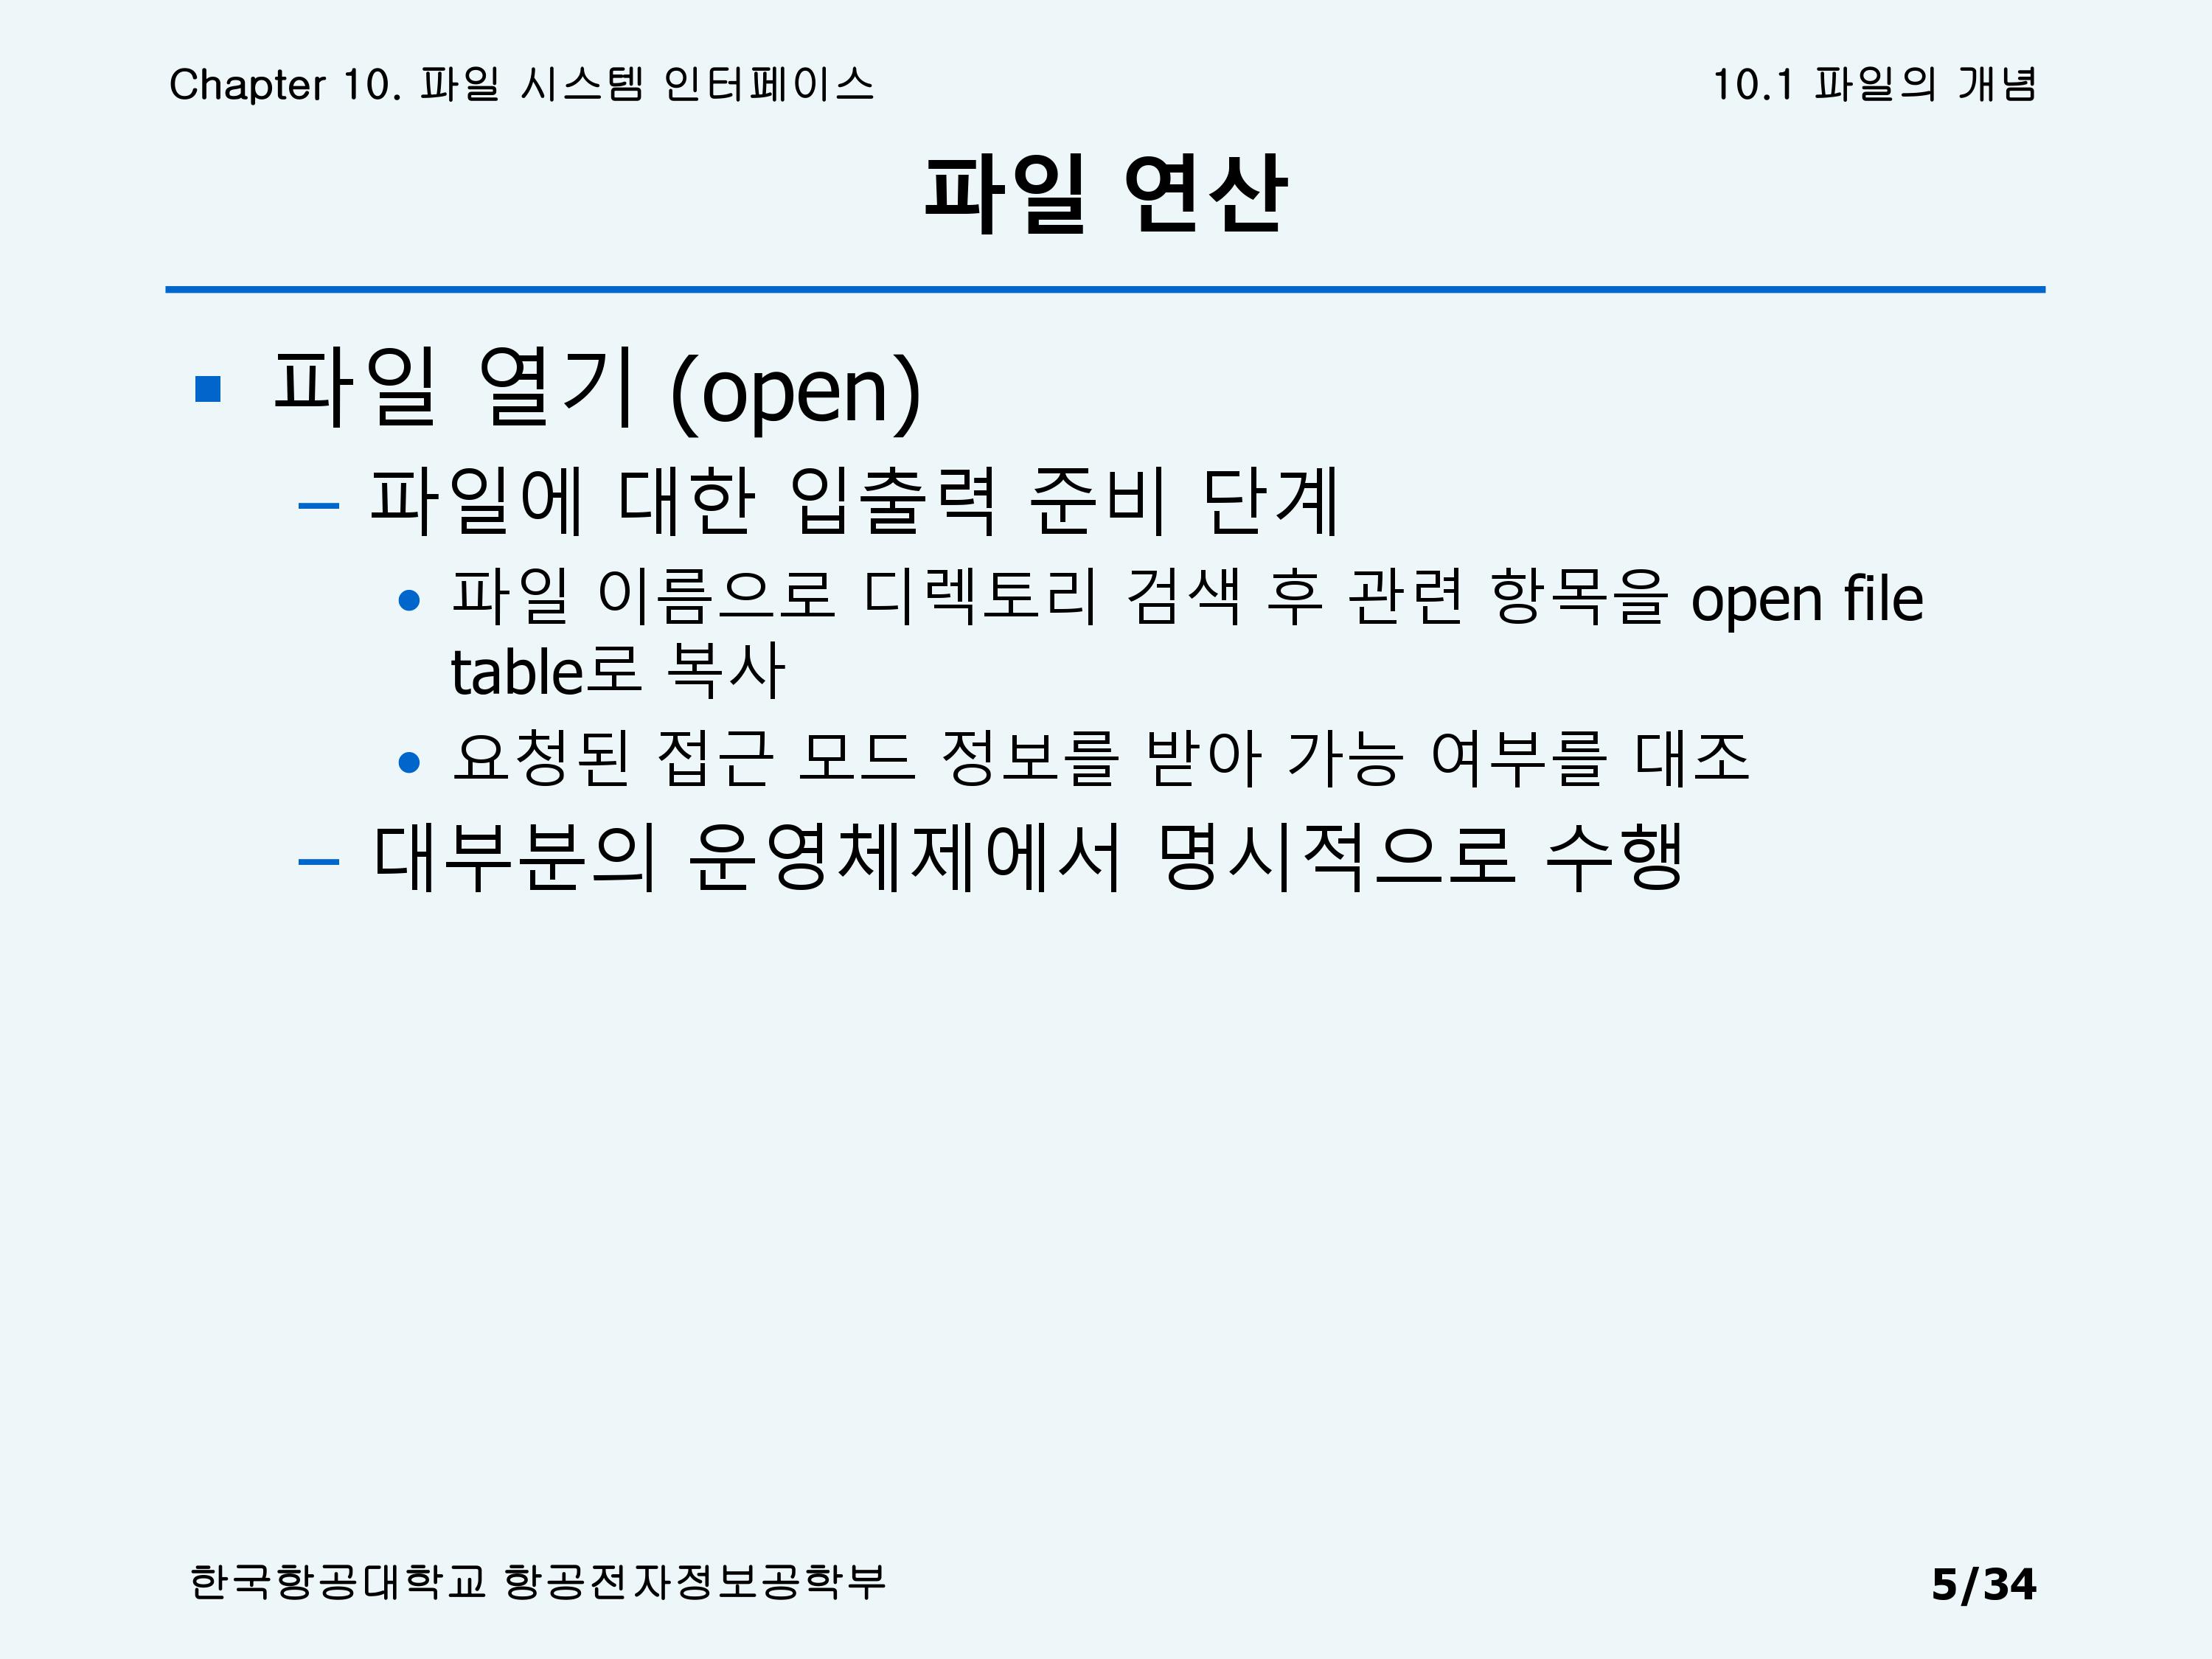 Chapter 10. 파일 시스템 인터페이스
10.1 파일의 개념
파일 연산
▪ 파일 열기 (open)
– 파일에 대한 입출력 준비 단계
• 파일 이름으로 디렉토리 검색 후 관련 항목을 open file
table로 복사
• 요청된 접근 모드 정보를 받아 가능 여부를 대조
– 대부분의 운영체제에서 명시적으로 수행
한국항공대학교 항공전자정보공학부
5/34